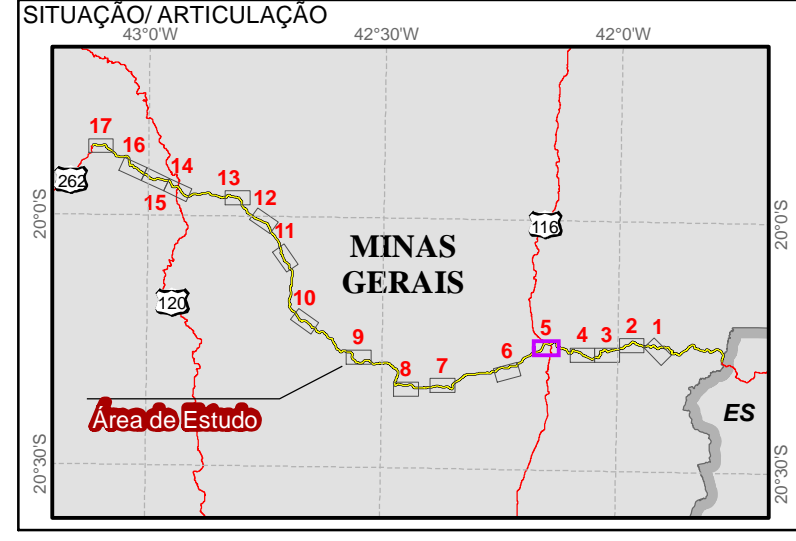 SITUAÇÃO/ ARTICULAÇÃO
43°0'W
42°30'W
42°0'W
17
16
262
14
15
13
12
20°0'S
11
116
20°0'S
MINAS
GERAIS
120
10
9
5
4
3
2
1
6
8
7
ES
Área de Estudo
20°30'S
20°30'S